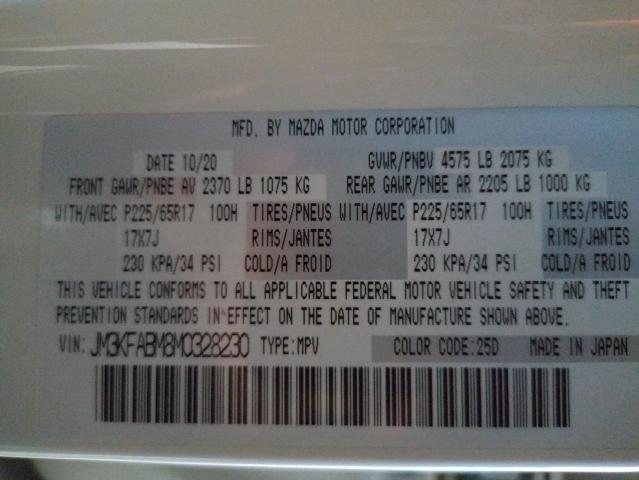 MFD. BY MAZDA MOTOR CORPORATION
DATE 10/20 GVWR/PNBV 4575 LB 2075 KG
FRONT GAWR/PNBE AV 2370 LB 1075 KG REAR GAWR/PNBE AR 2205 LB 1000 KG
WITH/AVEC P225/65R17 100H TIRES/PNEUS WITH/AVEC P225/65R17 100H TIRES/PNEUS
17X7J RIMS/JANTES 17X7J RIMS/JANTES
230 KPA/34 PSI COLD/A FROID 230 KPA/34 PSI COLD/A FROID
THIS VEHICLE CONFORMS TO ALL APPLICABLE FEDERAL MOTOR VEHICLE SAFETY AND THEFT
PREVENTION STANDARDS IN EFFECT ON THE DATE OF MANUFACTURE SHOWN ABOVE.
VIN: JM3KFABM8M0328230 TYPE:MPV COLOR CODE:25D MADE IN JAPAN